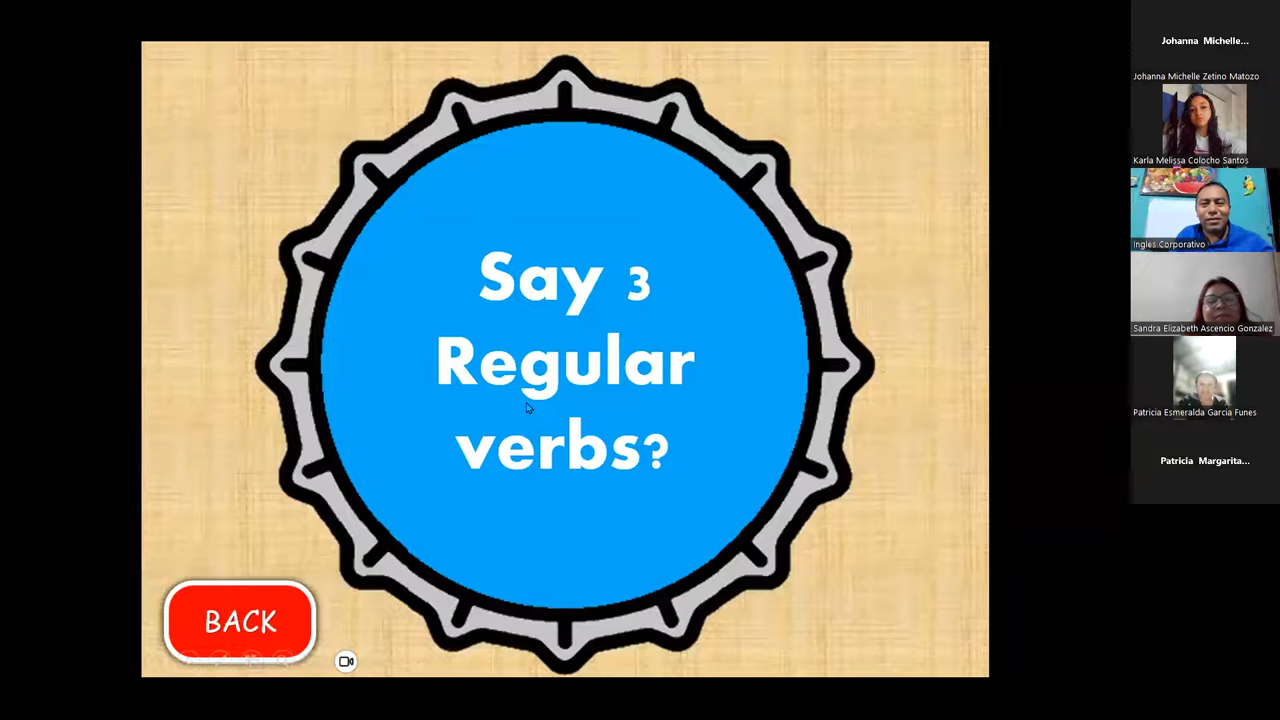 Say 3
Regular
verbs?
BACK
Johanna Michelle...
Johanna Michelle Zetino Matozo
Karla Melissa Colocho Santos
Ingles Corporativo
Sandra Elizabeth Ascencio Gonzalez
Patricia Esmeralda Garcia Funes
Patricia Margarita...